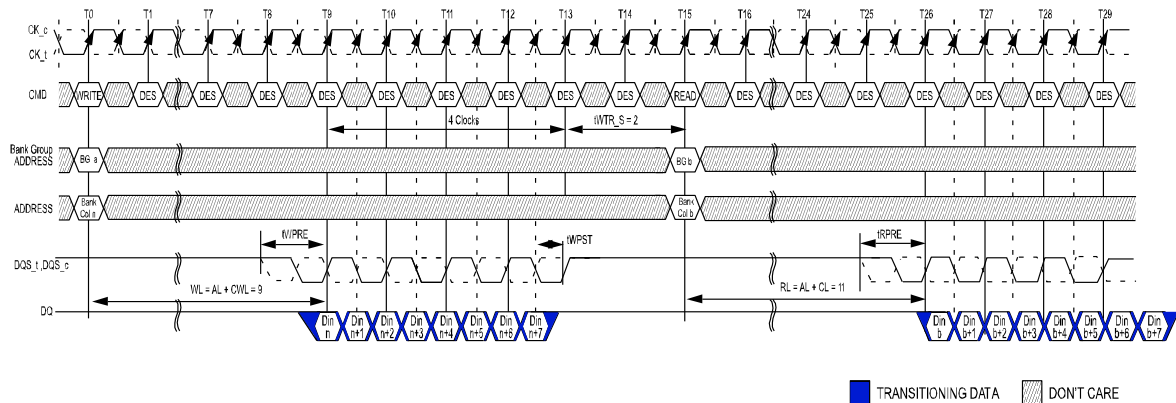 T0 T1 T7 T8 T9 T10 T11 T12 T13 T14 T15 T16 T24 T25 T26 T27 T28 T29
CK_c
CK_t
CMD WRITE DES DES DES DES DES DES DES DES DES READ DES DES DES DES DES DES DES
4 Clocks tWTR_S = 2
Bank Group
ADDRESS BG a BG b
ADDRESS Bank Col n Bank Col b
tWPRE tWPST tRPRE
DQS_t ,DQS_c
WL = AL + CWL = 9 RL = AL + CL = 11
DQ
Din n Din n+1 Din n+2 Din n+3 Din n+4 Din n+5 Din n+6 Din n+7 Din b Din b+1 Din b+2 Din b+3 Din b+4 Din b+5 Din b+6 Din b+7
TRANSITIONING DATA DON'T CARE